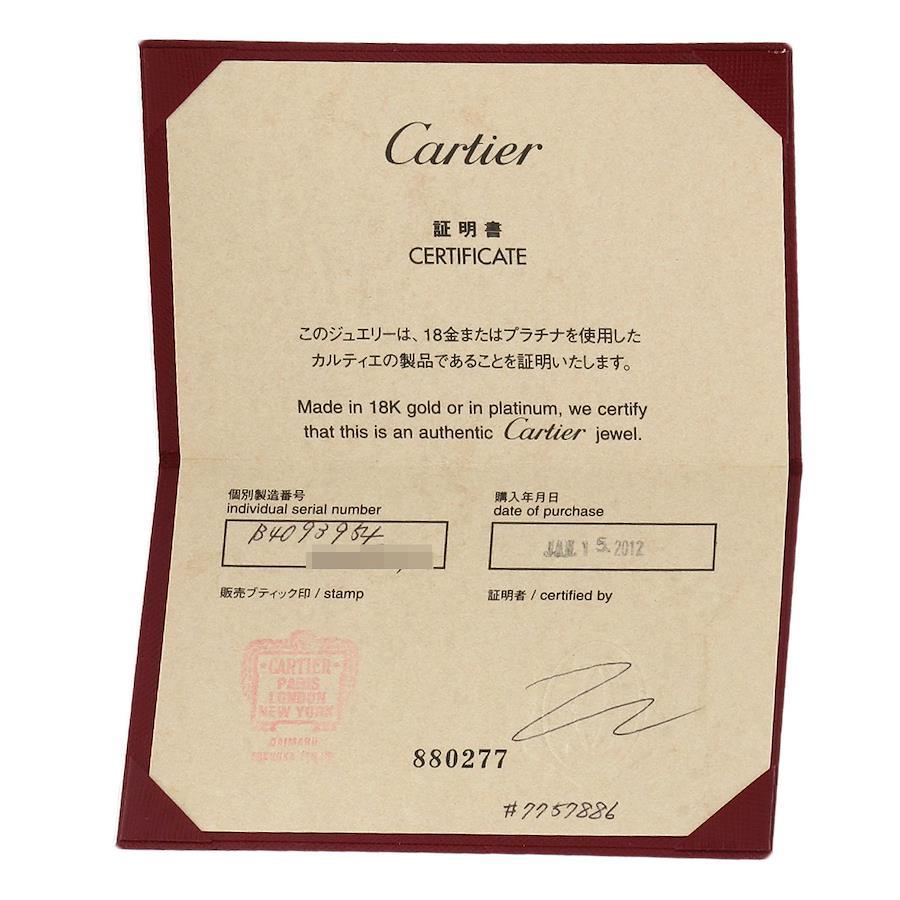 Cartier
証明書
CERTIFICATE
このジュエリーは、18金またはプラチナを使用した
カルティエの製品であることを証明いたします。
Made in 18K gold or in platinum, we certify
that this is an authentic Cartier jewel.
個別製造番号
individual serial number
B4093954
購入年月日
date of purchase
JAN. 15. 2012
販売ブティック印 / stamp
証明者 / certified by
CARTIER
PARIS
LONDON
NEW YORK
DAIMARU
880277
#7757886